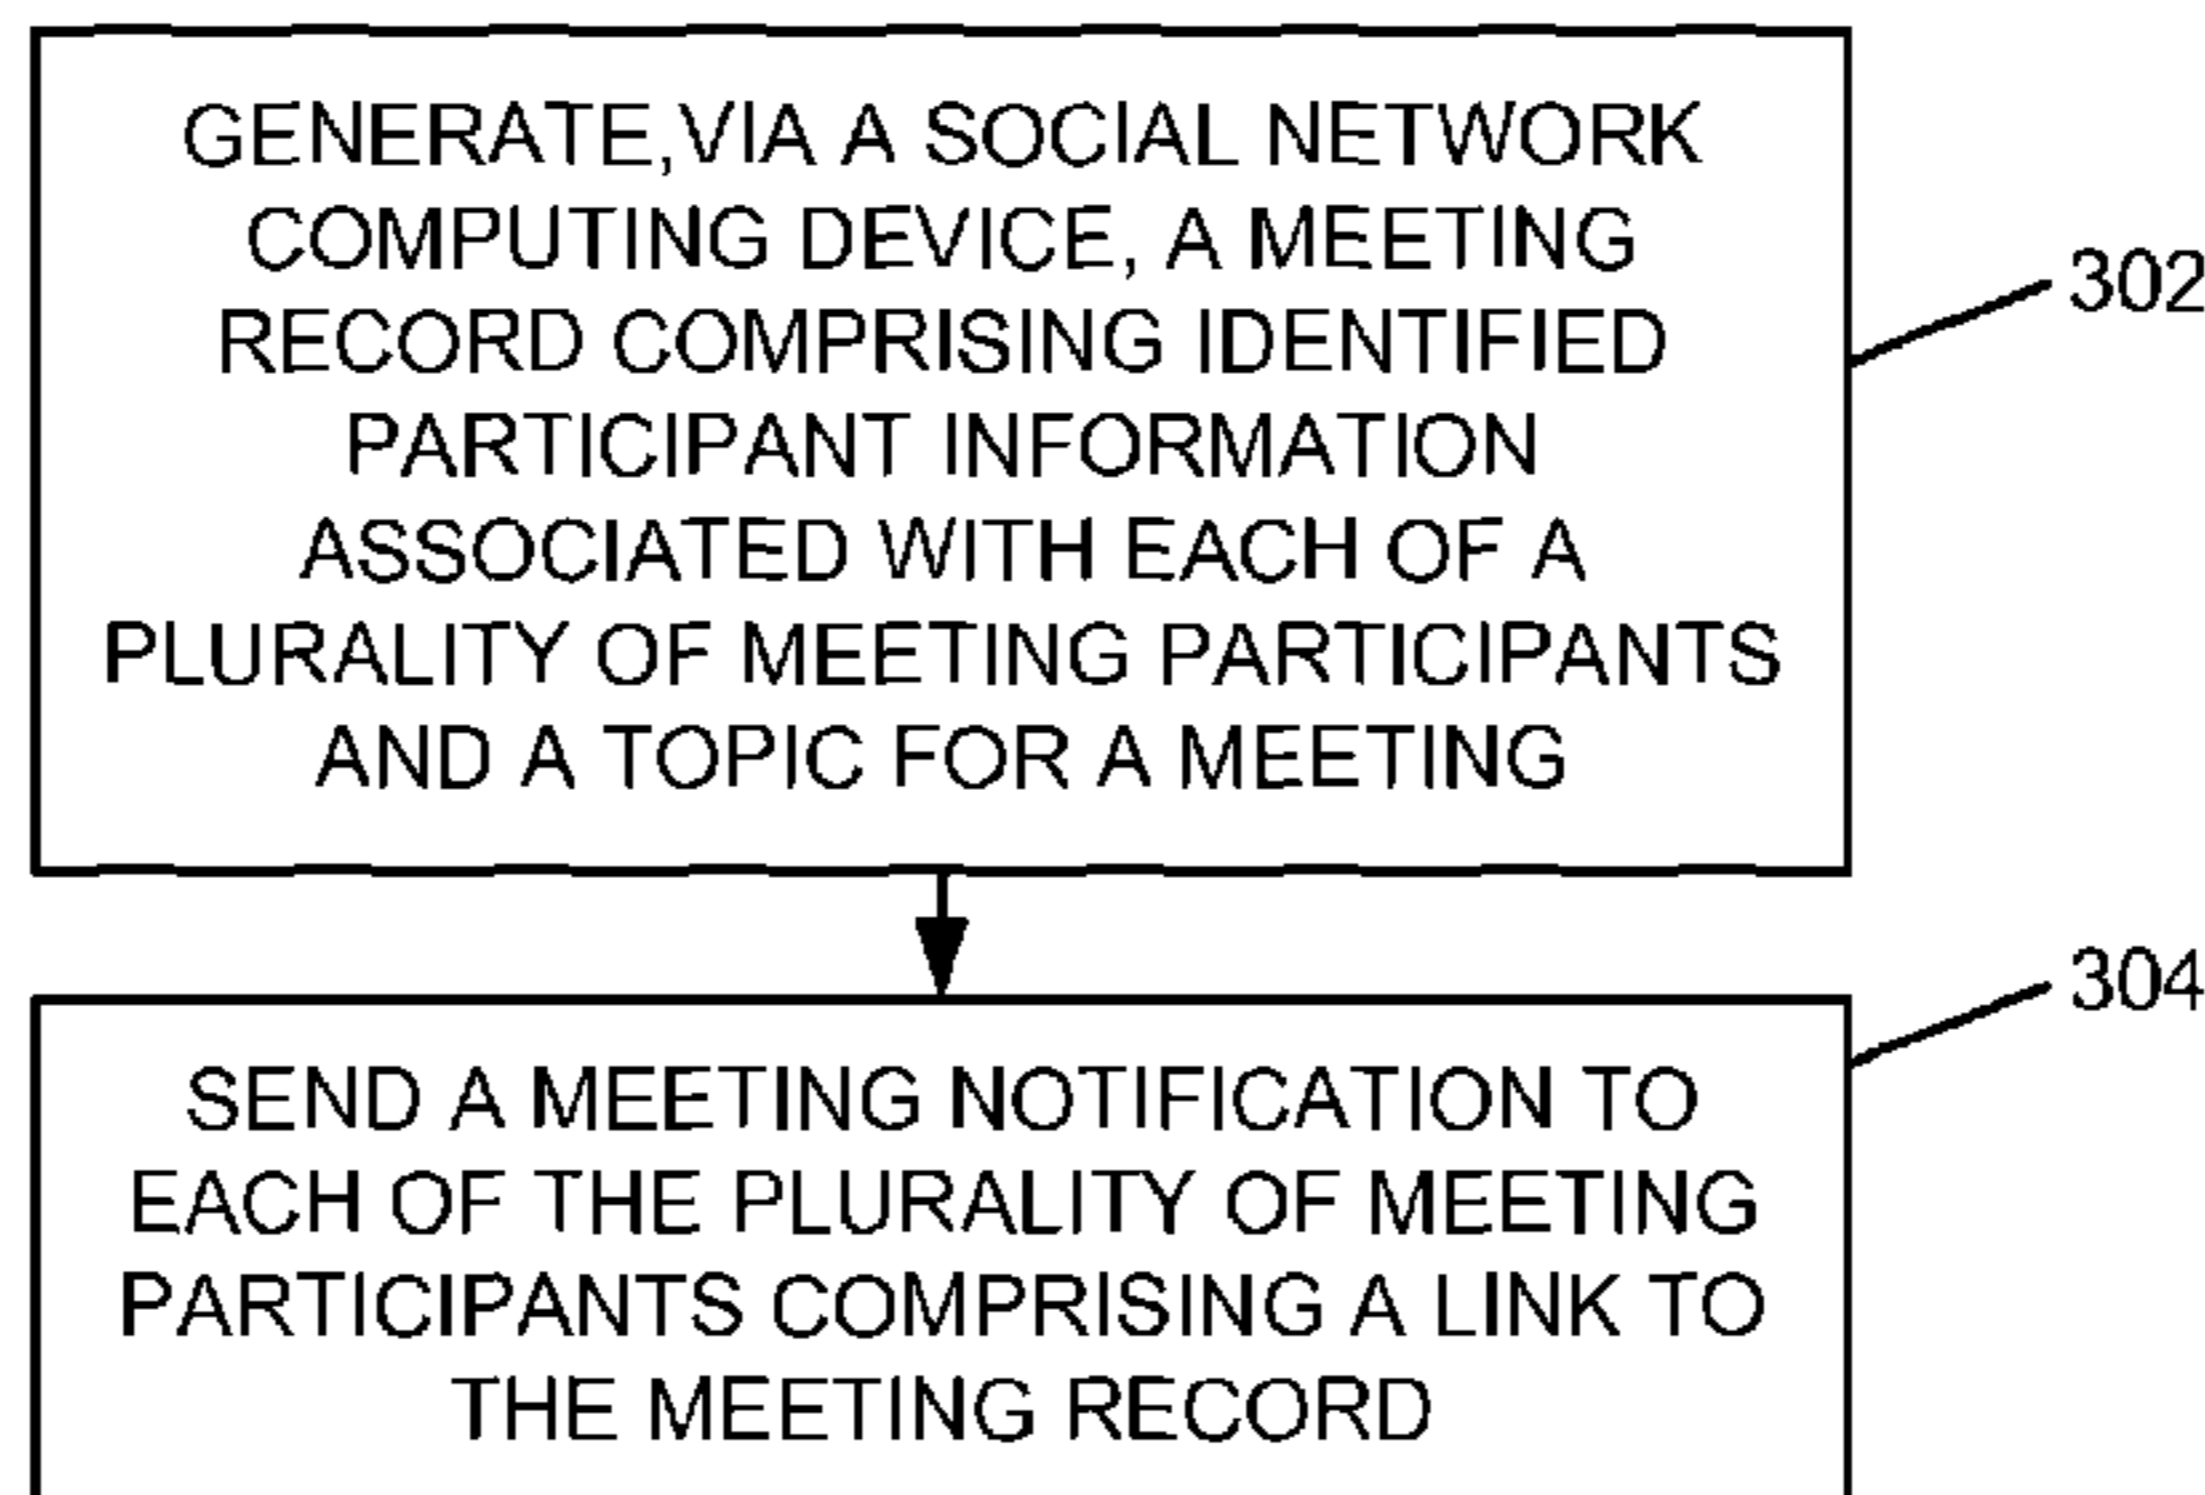 GENERATE,VIA A SOCIAL NETWORK
COMPUTING DEVICE, A MEETING
RECORD COMPRISING IDENTIFIED
PARTICIPANT INFORMATION
ASSOCIATED WITH EACH OF A
PLURALITY OF MEETING PARTICIPANTS
AND A TOPIC FOR A MEETING
302
SEND A MEETING NOTIFICATION TO
EACH OF THE PLURALITY OF MEETING
PARTICIPANTS COMPRISING A LINK TO
THE MEETING RECORD
304